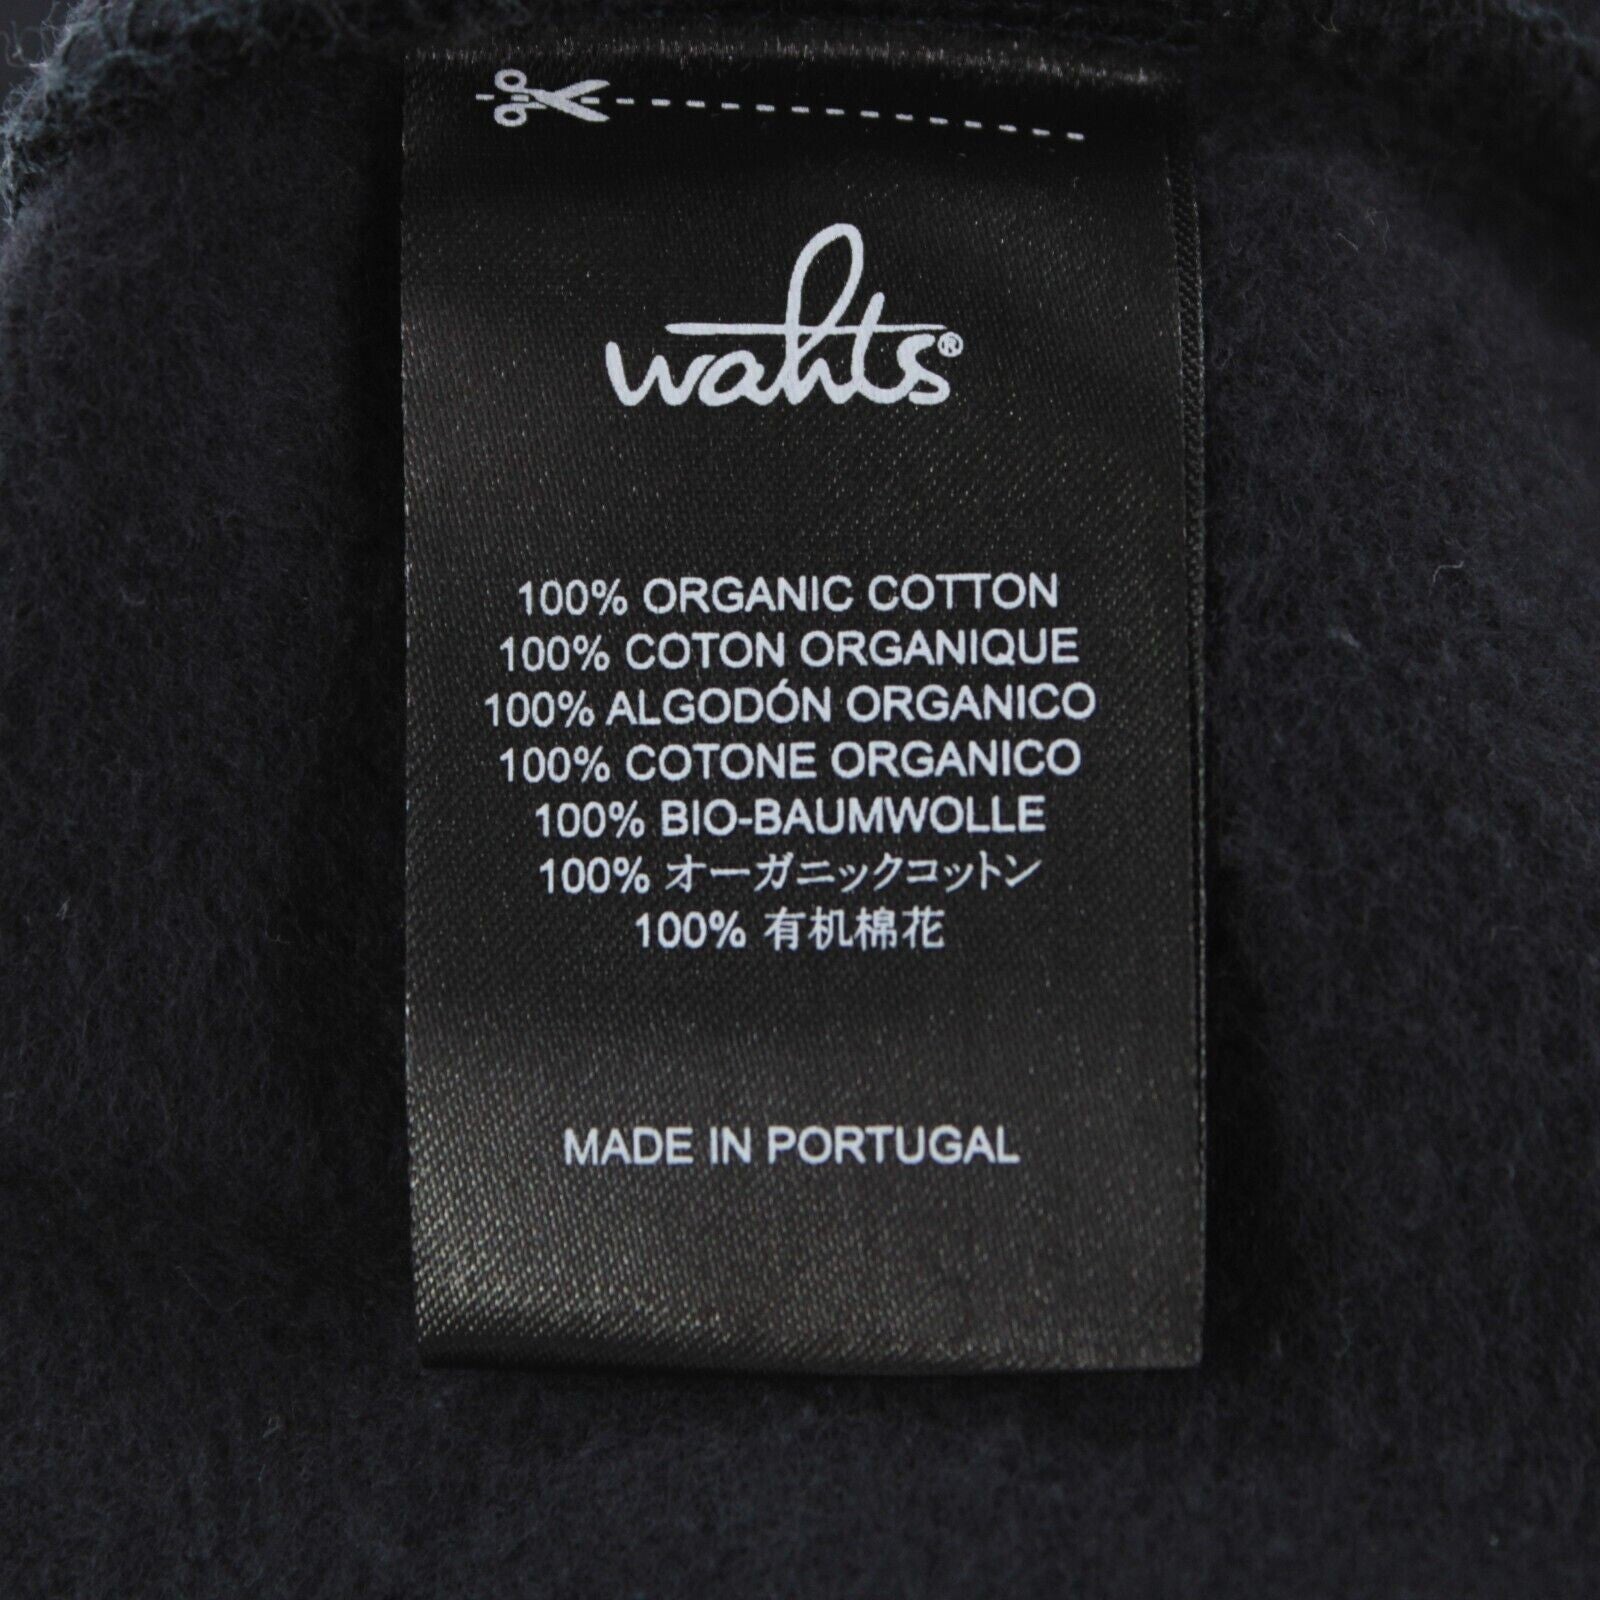 wahts®
100% ORGANIC COTTON
100% COTON ORGANIQUE
100% ALGODÓN ORGANICO
100% COTONE ORGANICO
100% BIO-BAUMWOLLE
100% オーガニックコットン
100% 有机棉花
MADE IN PORTUGAL